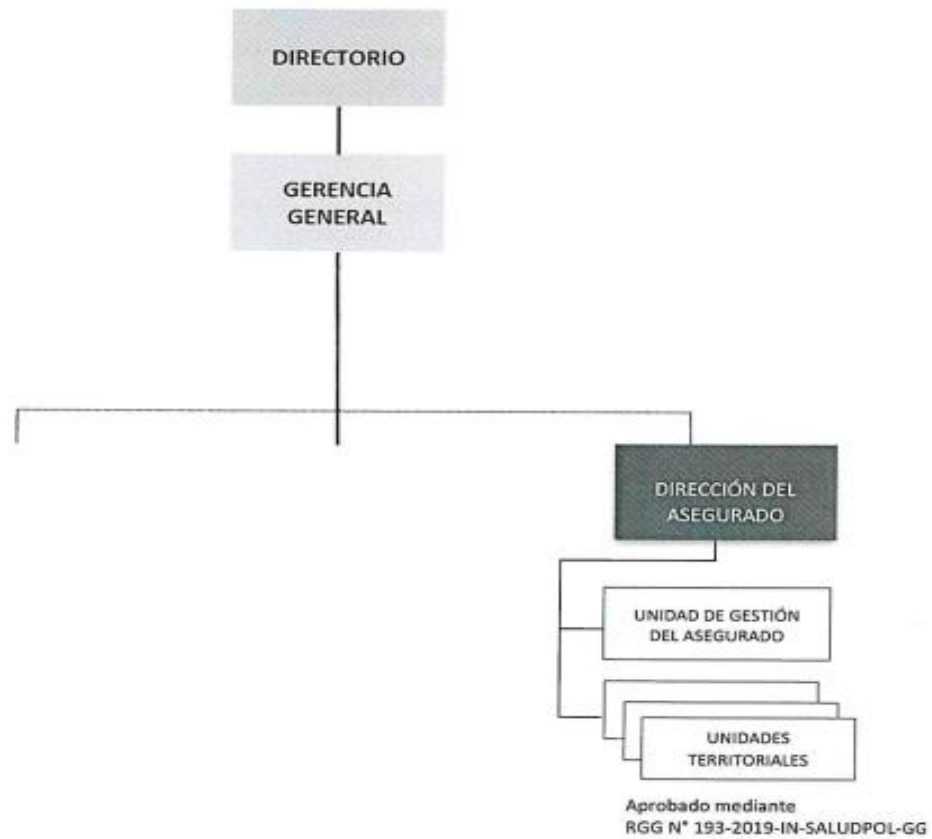 DIRECTORIO
GERENCIA
GENERAL
DIRECCIÓN DEL
ASEGURADO
UNIDAD DE GESTIÓN
DEL ASEGURADO
UNIDADES
TERRITORIALES
Aprobado mediante
RGG N° 193-2019-IN-SALUDPOL-GG